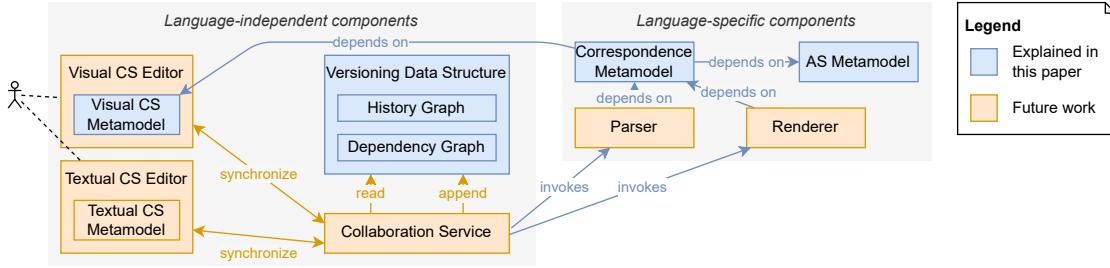 Language-independent components
Language-specific components
Legend
Explained in
this paper
Future work
depends on
Visual CS Editor
Visual CS
Metamodel
Versioning Data Structure
History Graph
Dependency Graph
Correspondence
Metamodel
depends on
AS Metamodel
depends on
depends on
Parser
Renderer
Textual CS Editor
Textual CS
Metamodel
synchronize
read
append
invokes
invokes
Collaboration Service
synchronize